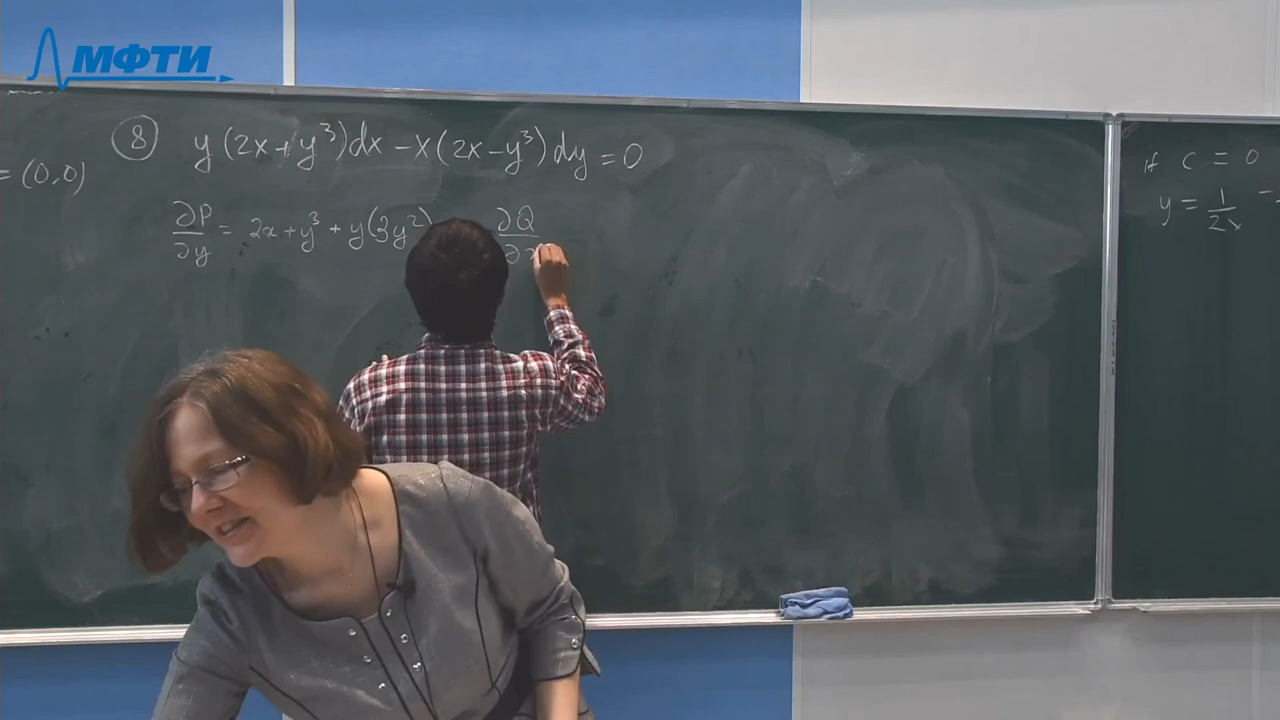 МФТИ
= (0,0)
8 y(2x+y³)dx - x(2x-y³)dy = 0
∂P/∂y = 2x+y³ + y(3y²) ∂Q/∂x
if c = 0
y = 1/2x